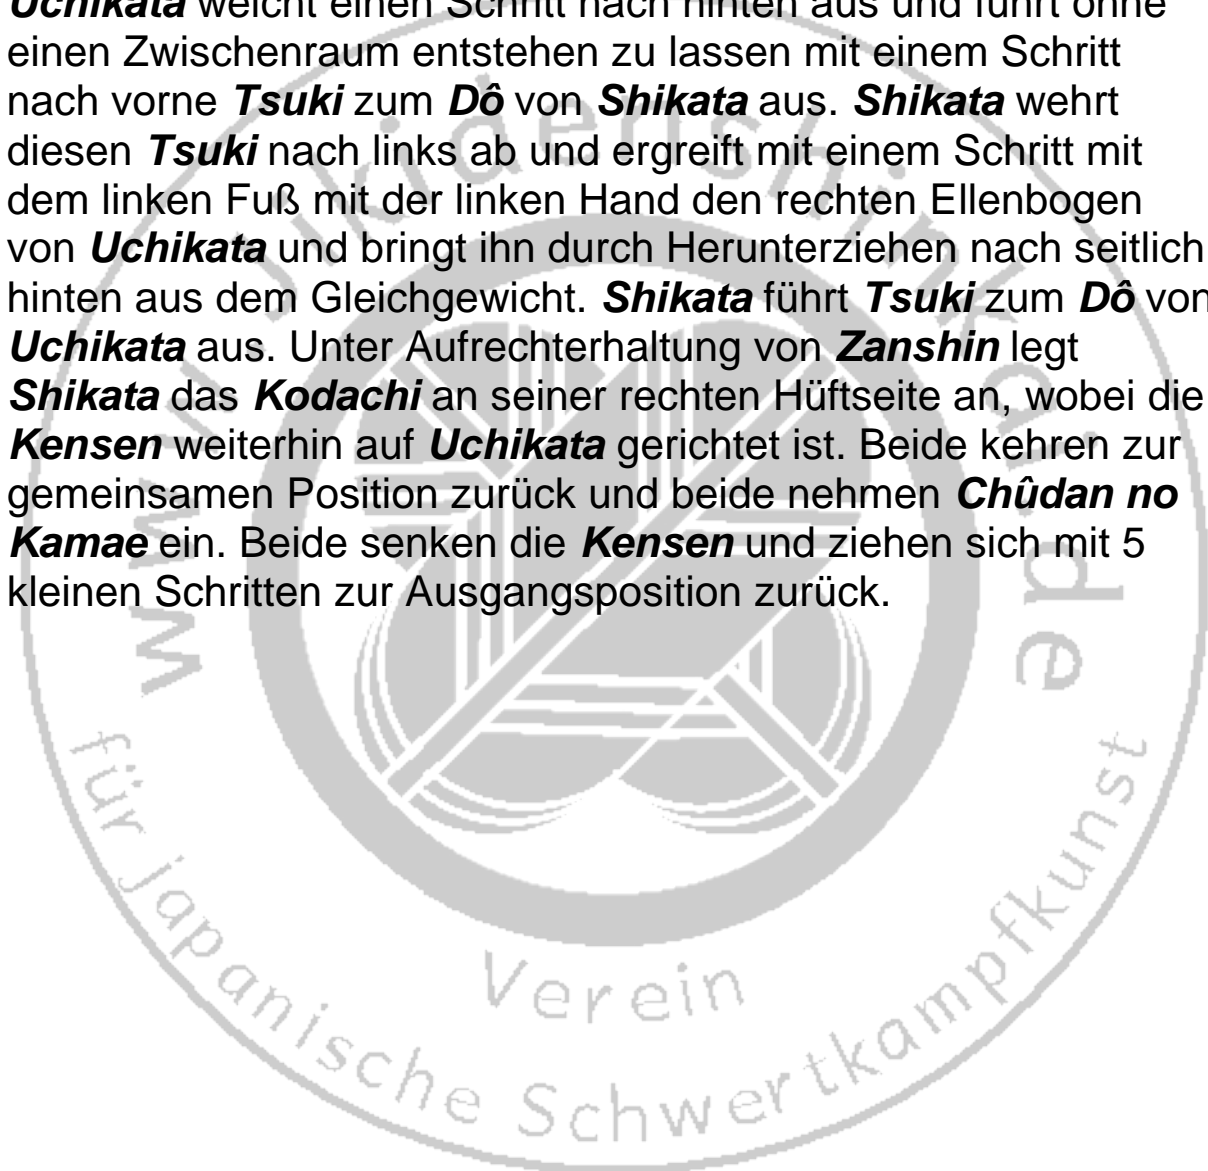 Uchikata weicht einen Schritt nach hinten aus und führt ohne
einen Zwischenraum entstehen zu lassen mit einem Schritt
nach vorne Tsuki zum Dô von Shikata aus. Shikata wehrt
diesen Tsuki nach links ab und ergreift mit einem Schritt mit
dem linken Fuß mit der linken Hand den rechten Ellenbogen
von Uchikata und bringt ihn durch Herunterziehen nach seitlich
hinten aus dem Gleichgewicht. Shikata führt Tsuki zum Dô von
Uchikata aus. Unter Aufrechterhaltung von Zanshin legt
Shikata das Kodachi an seiner rechten Hüftseite an, wobei die
Kensen weiterhin auf Uchikata gerichtet ist. Beide kehren zur
gemeinsamen Position zurück und beide nehmen Chûdan no
Kamae ein. Beide senken die Kensen und ziehen sich mit 5
kleinen Schritten zur Ausgangsposition zurück.
www.jikidenshinkai.de
Verein
für japanische Schwertkampfkunst